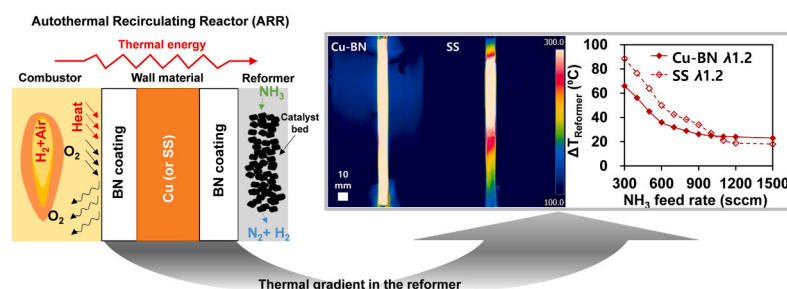 Autothermal Recirculating Reactor (ARR)
Thermal energy
Combustor
Wall material
Reformer
NH3
Catalyst
bed
Heat
H2+Air
O2
O2
BN coating
Cu (or SS)
BN coating
N2+ H2
Cu-BN
SS
10
mm
300.0
100.0
ΔTReformer (⁰C)
100
80
60
40
20
0
Cu-BN λ1.2
SS λ1.2
300
600
900
1200
1500
NH3 feed rate (sccm)
Thermal gradient in the reformer